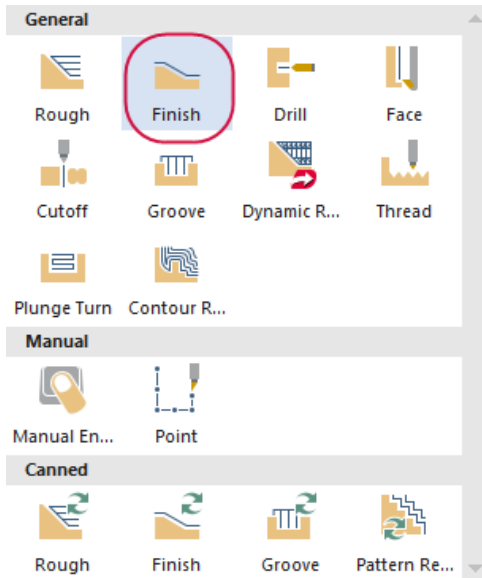 General
Rough Finish Drill Face
Cutoff Groove Dynamic R... Thread
Plunge Turn Contour R...
Manual
Manual En... Point
Canned
Rough Finish Groove Pattern Re...